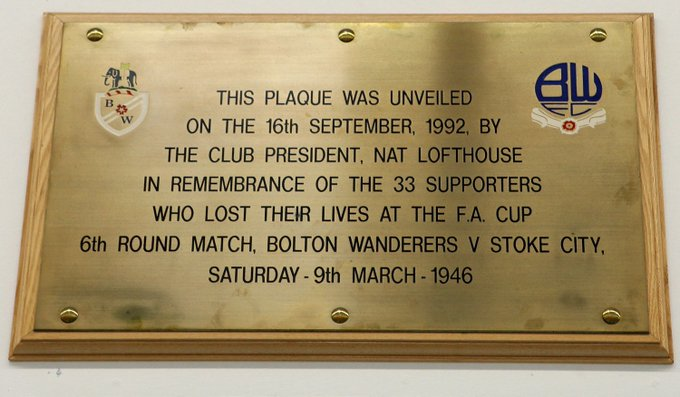 THIS PLAQUE WAS UNVEILED
ON THE 16th SEPTEMBER, 1992, BY
THE CLUB PRESIDENT, NAT LOFTHOUSE
IN REMEMBRANCE OF THE 33 SUPPORTERS
WHO LOST THEIR LIVES AT THE F.A. CUP
6th ROUND MATCH, BOLTON WANDERERS V STOKE CITY,
SATURDAY - 9th MARCH - 1946
B W
BW
FC